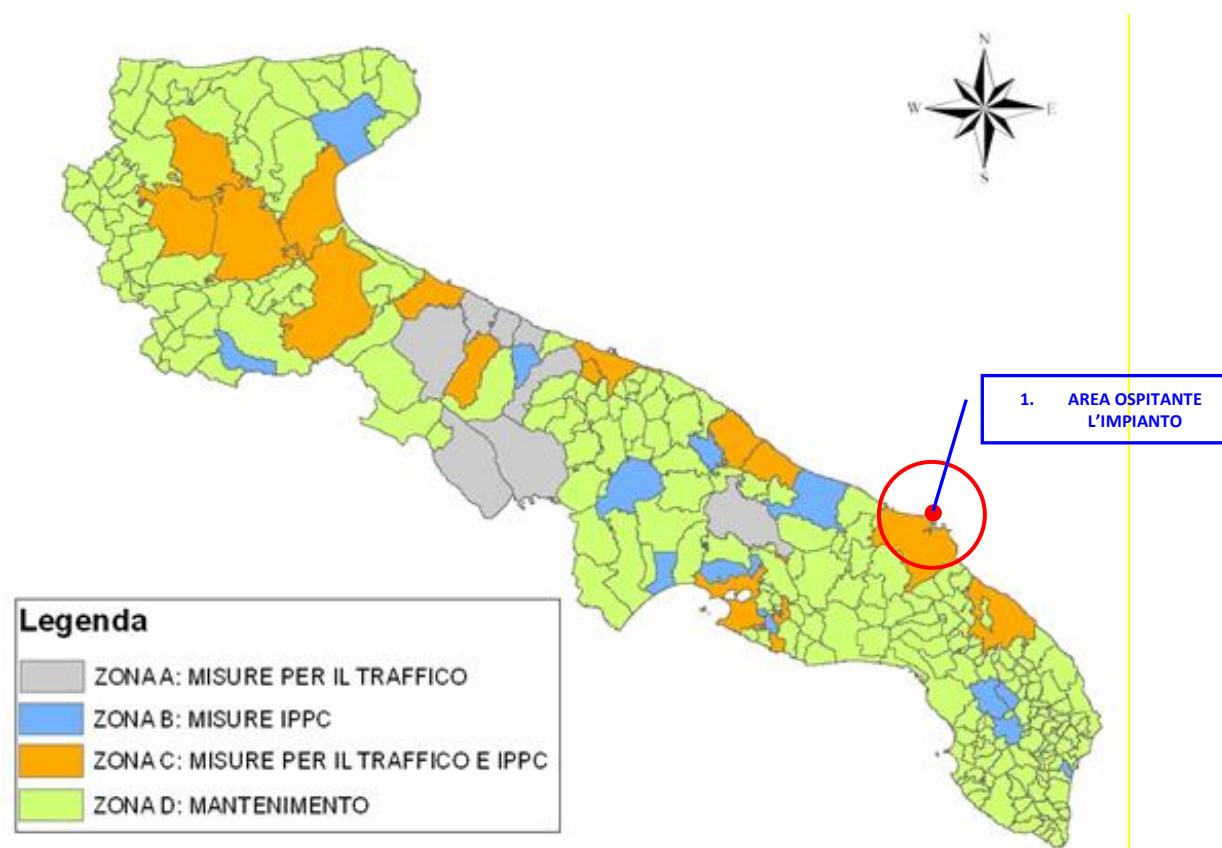 N
W
E
S
1. AREA OSPITANTE
L'IMPIANTO
Legenda
ZONA A: MISURE PER IL TRAFFICO
ZONA B: MISURE IPPC
ZONA C: MISURE PER IL TRAFFICO E IPPC
ZONA D: MANTENIMENTO